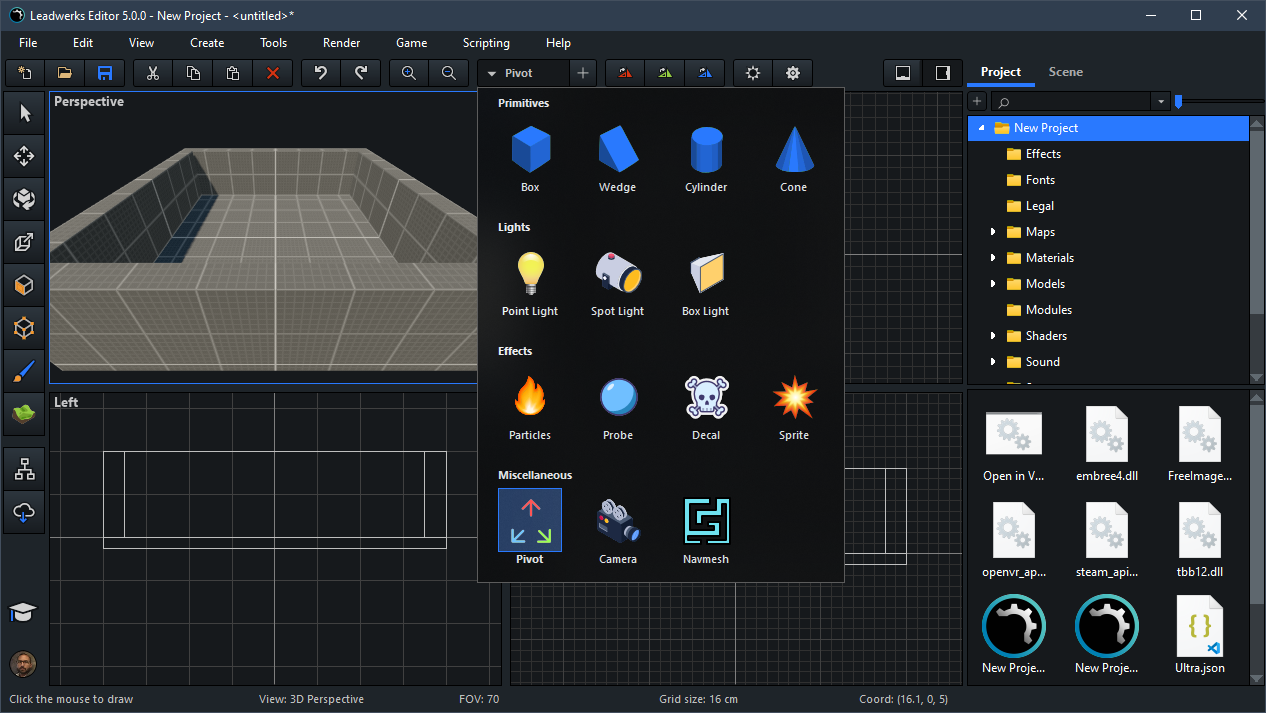 Leadwerks Editor 5.0.0 - New Project - <untitled>*
File Edit View Create Tools Render Game Scripting Help
Pivot
Project Scene
Perspective
Primitives
Box Wedge Cylinder Cone
Lights
Point Light Spot Light Box Light
Effects
Particles Probe Decal Sprite
Miscellaneous
Pivot Camera Navmesh
Left
New Project
Effects
Fonts
Legal
Maps
Materials
Models
Modules
Shaders
Sound
Open in V... embree4.dll FreeImage...
openvr_ap... steam_api... tbb12.dll
New Proje... New Proje... Ultra.json
Click the mouse to draw View: 3D Perspective FOV: 70 Grid size: 16 cm Coord: (16.1, 0, 5)